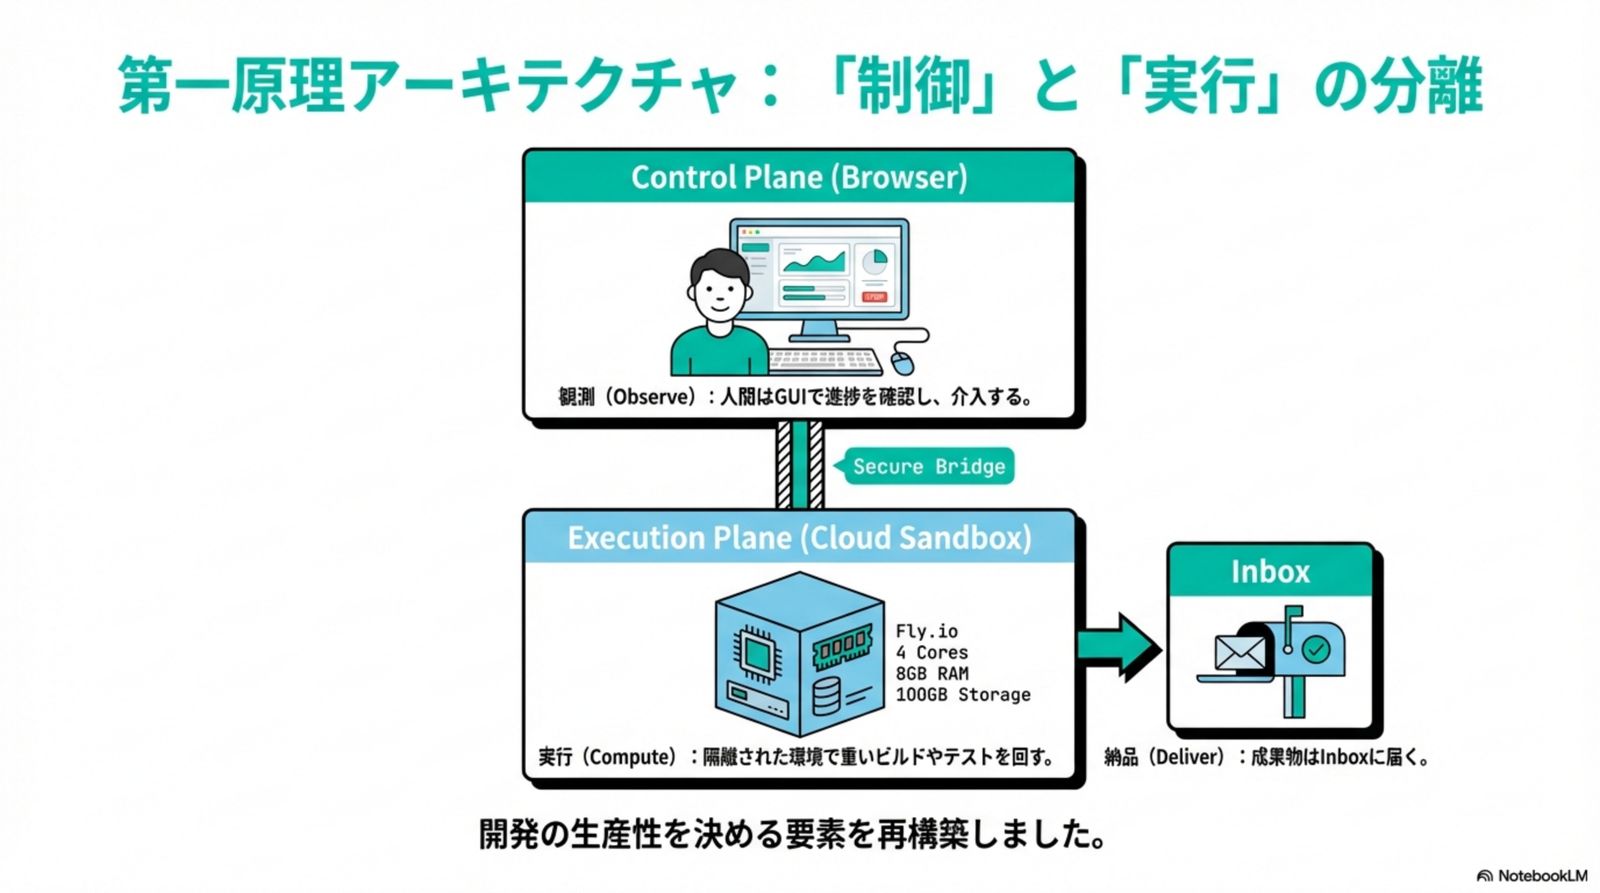 第一原理アーキテクチャ：「制御」と「実行」の分離
Control Plane (Browser)
観測（Observe）：人間はGUIで進捗を確認し、介入する。
Secure Bridge
Execution Plane (Cloud Sandbox)
Fly.io
4 Cores
8GB RAM
100GB Storage
実行（Compute）：隔離された環境で重いビルドやテストを回す。
Inbox
納品（Deliver）：成果物はInboxに届く。
開発の生産性を決める要素を再構築しました。
NotebookLM